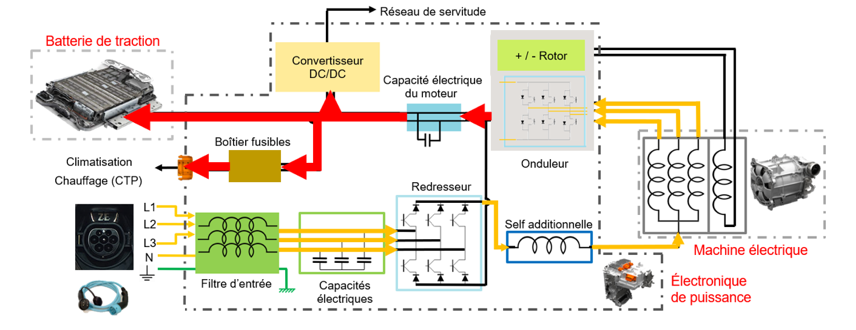 Réseau de servitude
Batterie de traction
Convertisseur
DC/DC
+ / - Rotor
Capacité électrique
du moteur
Boîtier fusibles
Onduleur
Climatisation
Chauffage (CTP)
Redresseur
L1
L2
L3
N
ZE
Self additionnelle
Machine électrique
Filtre d'entrée
Capacités
électriques
Électronique
de puissance